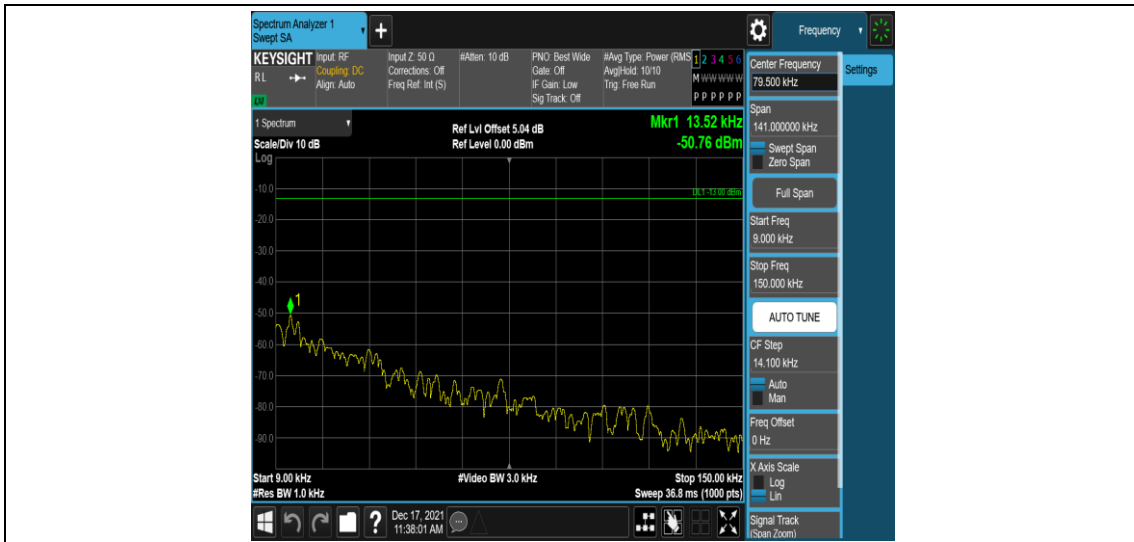 Spectrum Analyzer 1
Swept SA
+
Frequency
KEYSIGHT
RL
LXI
Input: RF
Coupling: DC
Align: Auto
Input Z: 50 Ω
Corrections: Off
Freq Ref: Int (S)
#Atten: 10 dB
PNO: Best Wide
Gate: Off
IF Gain: Low
Sig Track: Off
#Avg Type: Power (RMS
Avg|Hold: 10/10
Trig: Free Run
1 2 3 4 5 6
M W W W W W
P P P P P P
Center Frequency
79.500 kHz
Settings
Span
141.000000 kHz
Swept Span
Zero Span
Full Span
Start Freq
9.000 kHz
Stop Freq
150.000 kHz
AUTO TUNE
CF Step
14.100 kHz
Auto
Man
Freq Offset
0 Hz
X Axis Scale
Log
Lin
Signal Track
(Span Zoom)
1 Spectrum
Scale/Div 10 dB
Ref Lvl Offset 5.04 dB
Ref Level 0.00 dBm
Mkr1 13.52 kHz
-50.76 dBm
Log
DL1 -13.00 dBm
-10.0
-20.0
-30.0
-40.0
-50.0
-60.0
-70.0
-80.0
-90.0
1
Start 9.00 kHz
#Res BW 1.0 kHz
#Video BW 3.0 kHz
Stop 150.00 kHz
Sweep 36.8 ms (1000 pts)
?
Dec 17, 2021
11:38:01 AM